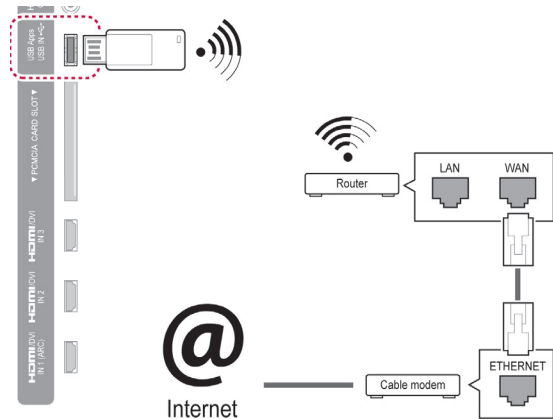 USB Apps
USB IN
▼ PCMCIA CARD SLOT ▼
HDMI/DVI
IN 3
HDMI/DVI
IN 2
HDMI/DVI
IN 1 (ARC)
Router
LAN WAN
ETHERNET
Cable modem
@
Internet